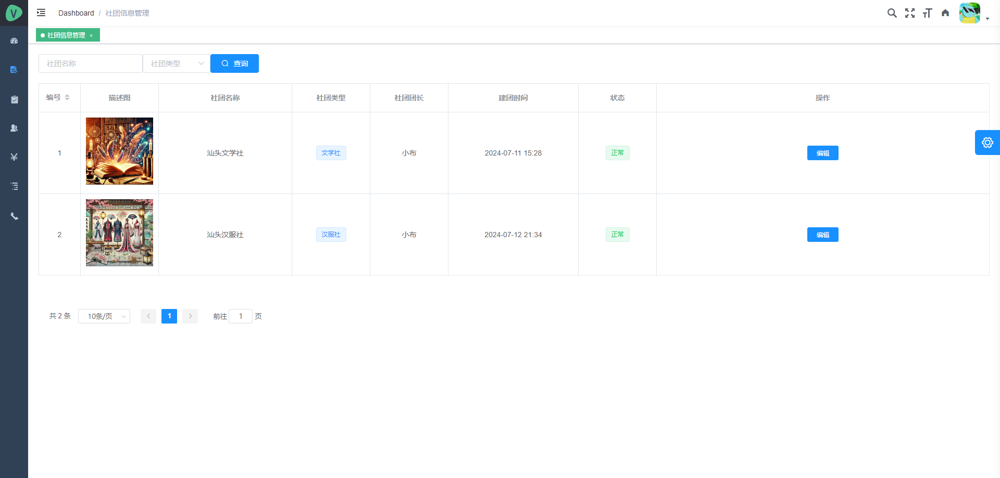 V
Dashboard / 社团信息管理
社团信息管理 ×
社团名称 社团类型 查询
编号 描述图 社团名称 社团类型 社团团长 建团时间 状态 操作
1 汕头文学社 文学社 小布 2024-07-11 15:28 正常 编辑
2 汕头汉服社 汉服社 小布 2024-07-12 21:34 正常 编辑
共 2 条 10条/页 1 前往 1 页